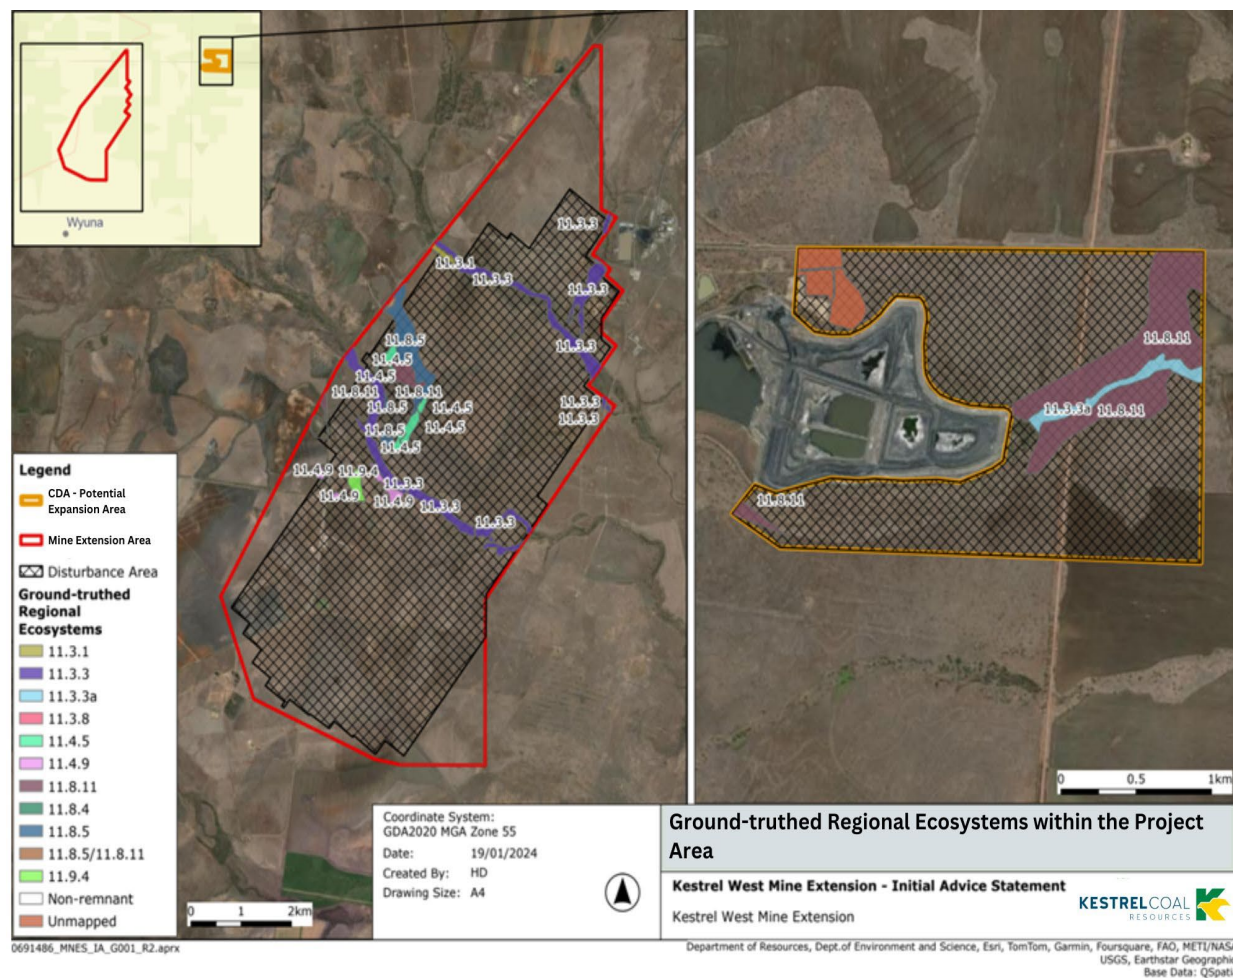 Wyuna
Legend
CDA - Potential
Expansion Area
Mine Extension Area
Disturbance Area
Ground-truthed
Regional
Ecosystems
11.3.1
11.3.3
11.3.3a
11.3.8
11.4.5
11.4.9
11.8.11
11.8.4
11.8.5
11.8.5/11.8.11
11.9.4
Non-remnant
Unmapped
11.3.3
11.3.1
11.3.3
11.3.3
11.3.3
11.8.5
11.4.5
11.4.5
11.8.11
11.8.11
11.8.5
11.4.5
11.3.3
11.3.3
11.8.5
11.4.5
11.4.5
11.4.9
11.9.4
11.3.3
11.4.9
11.4.9
11.3.3
11.3.3
0 1 2km
11.8.11
11.3.3a
11.8.11
11.8.11
0 0.5 1km
Coordinate System:
GDA2020 MGA Zone 55
Date: 19/01/2024
Created By: HD
Drawing Size: A4
Ground-truthed Regional Ecosystems within the Project
Area
Kestrel West Mine Extension - Initial Advice Statement
Kestrel West Mine Extension
KESTRELCOAL
RESOURCES
0691486_MNES_IA_G001_R2.aprx
Department of Resources, Dept.of Environment and Science, Esri, TomTom, Garmin, Foursquare, FAO, METI/NASA
USGS, Earthstar Geographi
Base Data: QSpati